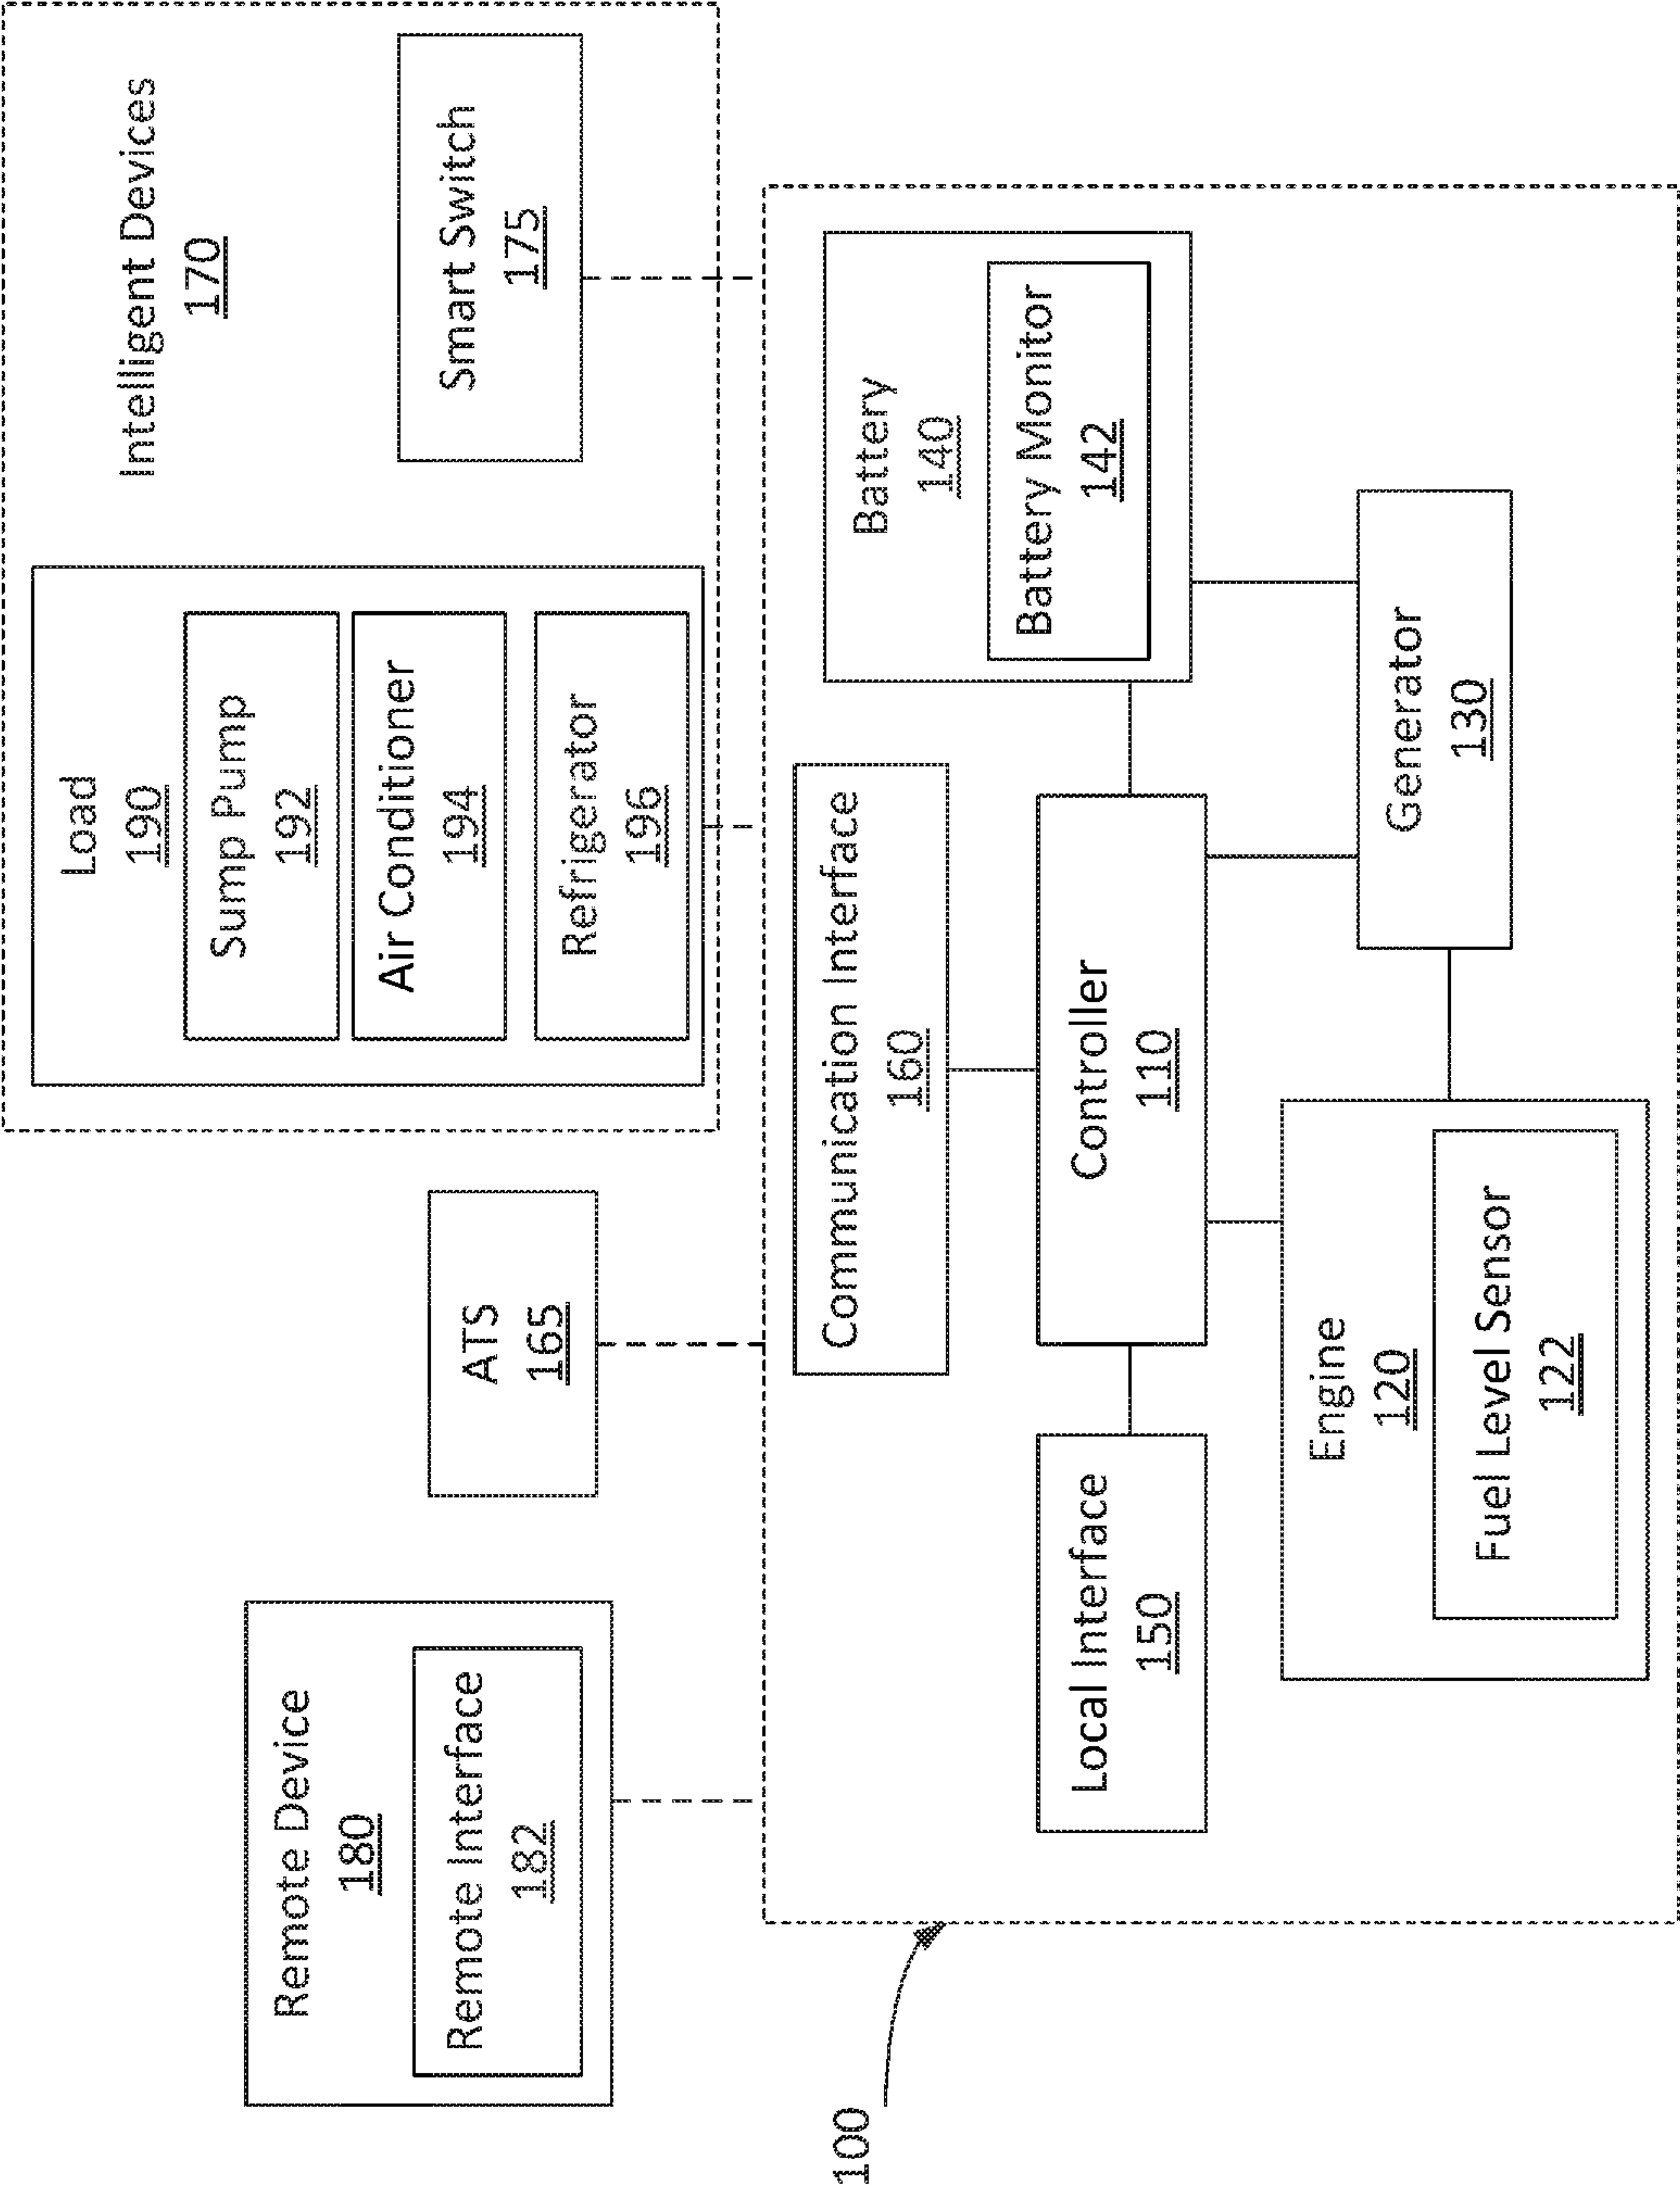 Remote Device
180
Remote Interface
182
ATS
165
Load
190
Sump Pump
192
Air Conditioner
194
Refrigerator
196
Intelligent Devices
170
Smart Switch
175
100
Communication Interface
160
Local Interface
150
Controller
110
Battery
140
Battery Monitor
142
Engine
120
Fuel Level Sensor
122
Generator
130